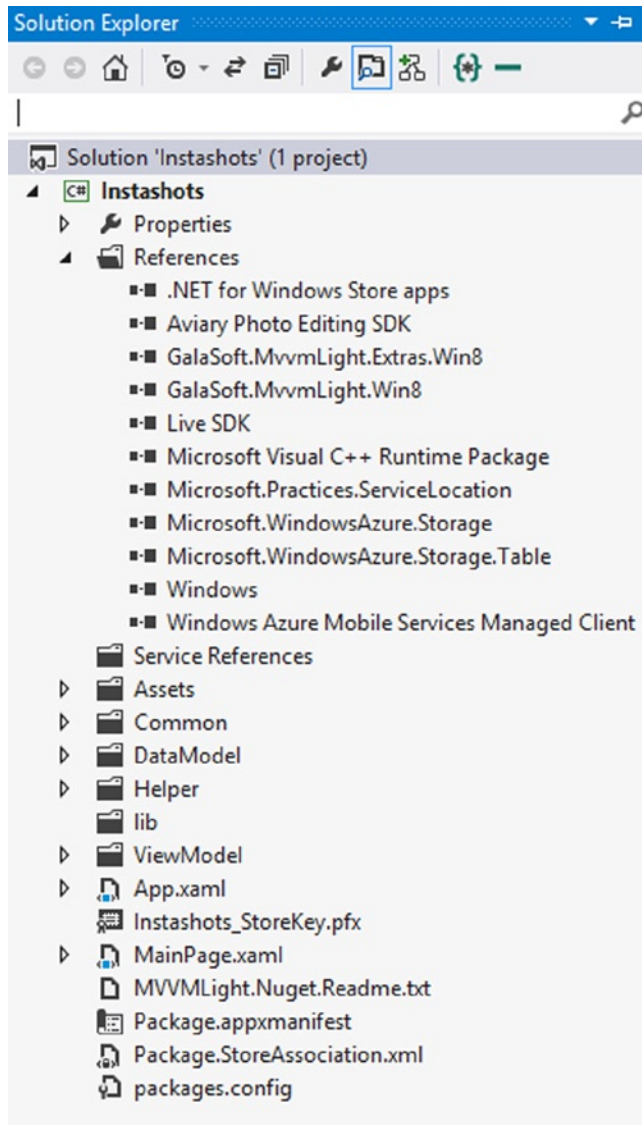 Solution Explorer
Solution 'Instashots' (1 project)
C# Instashots
Properties
References
.NET for Windows Store apps
Aviary Photo Editing SDK
GalaSoft.MvvmLight.Extras.Win8
GalaSoft.MvvmLight.Win8
Live SDK
Microsoft Visual C++ Runtime Package
Microsoft.Practices.ServiceLocation
Microsoft.WindowsAzure.Storage
Microsoft.WindowsAzure.Storage.Table
Windows
Windows Azure Mobile Services Managed Client
Service References
Assets
Common
DataModel
Helper
lib
ViewModel
App.xaml
Instashots_StoreKey.pfx
MainPage.xaml
MVVMLight.Nuget.Readme.txt
Package.appxmanifest
Package.StoreAssociation.xml
packages.config